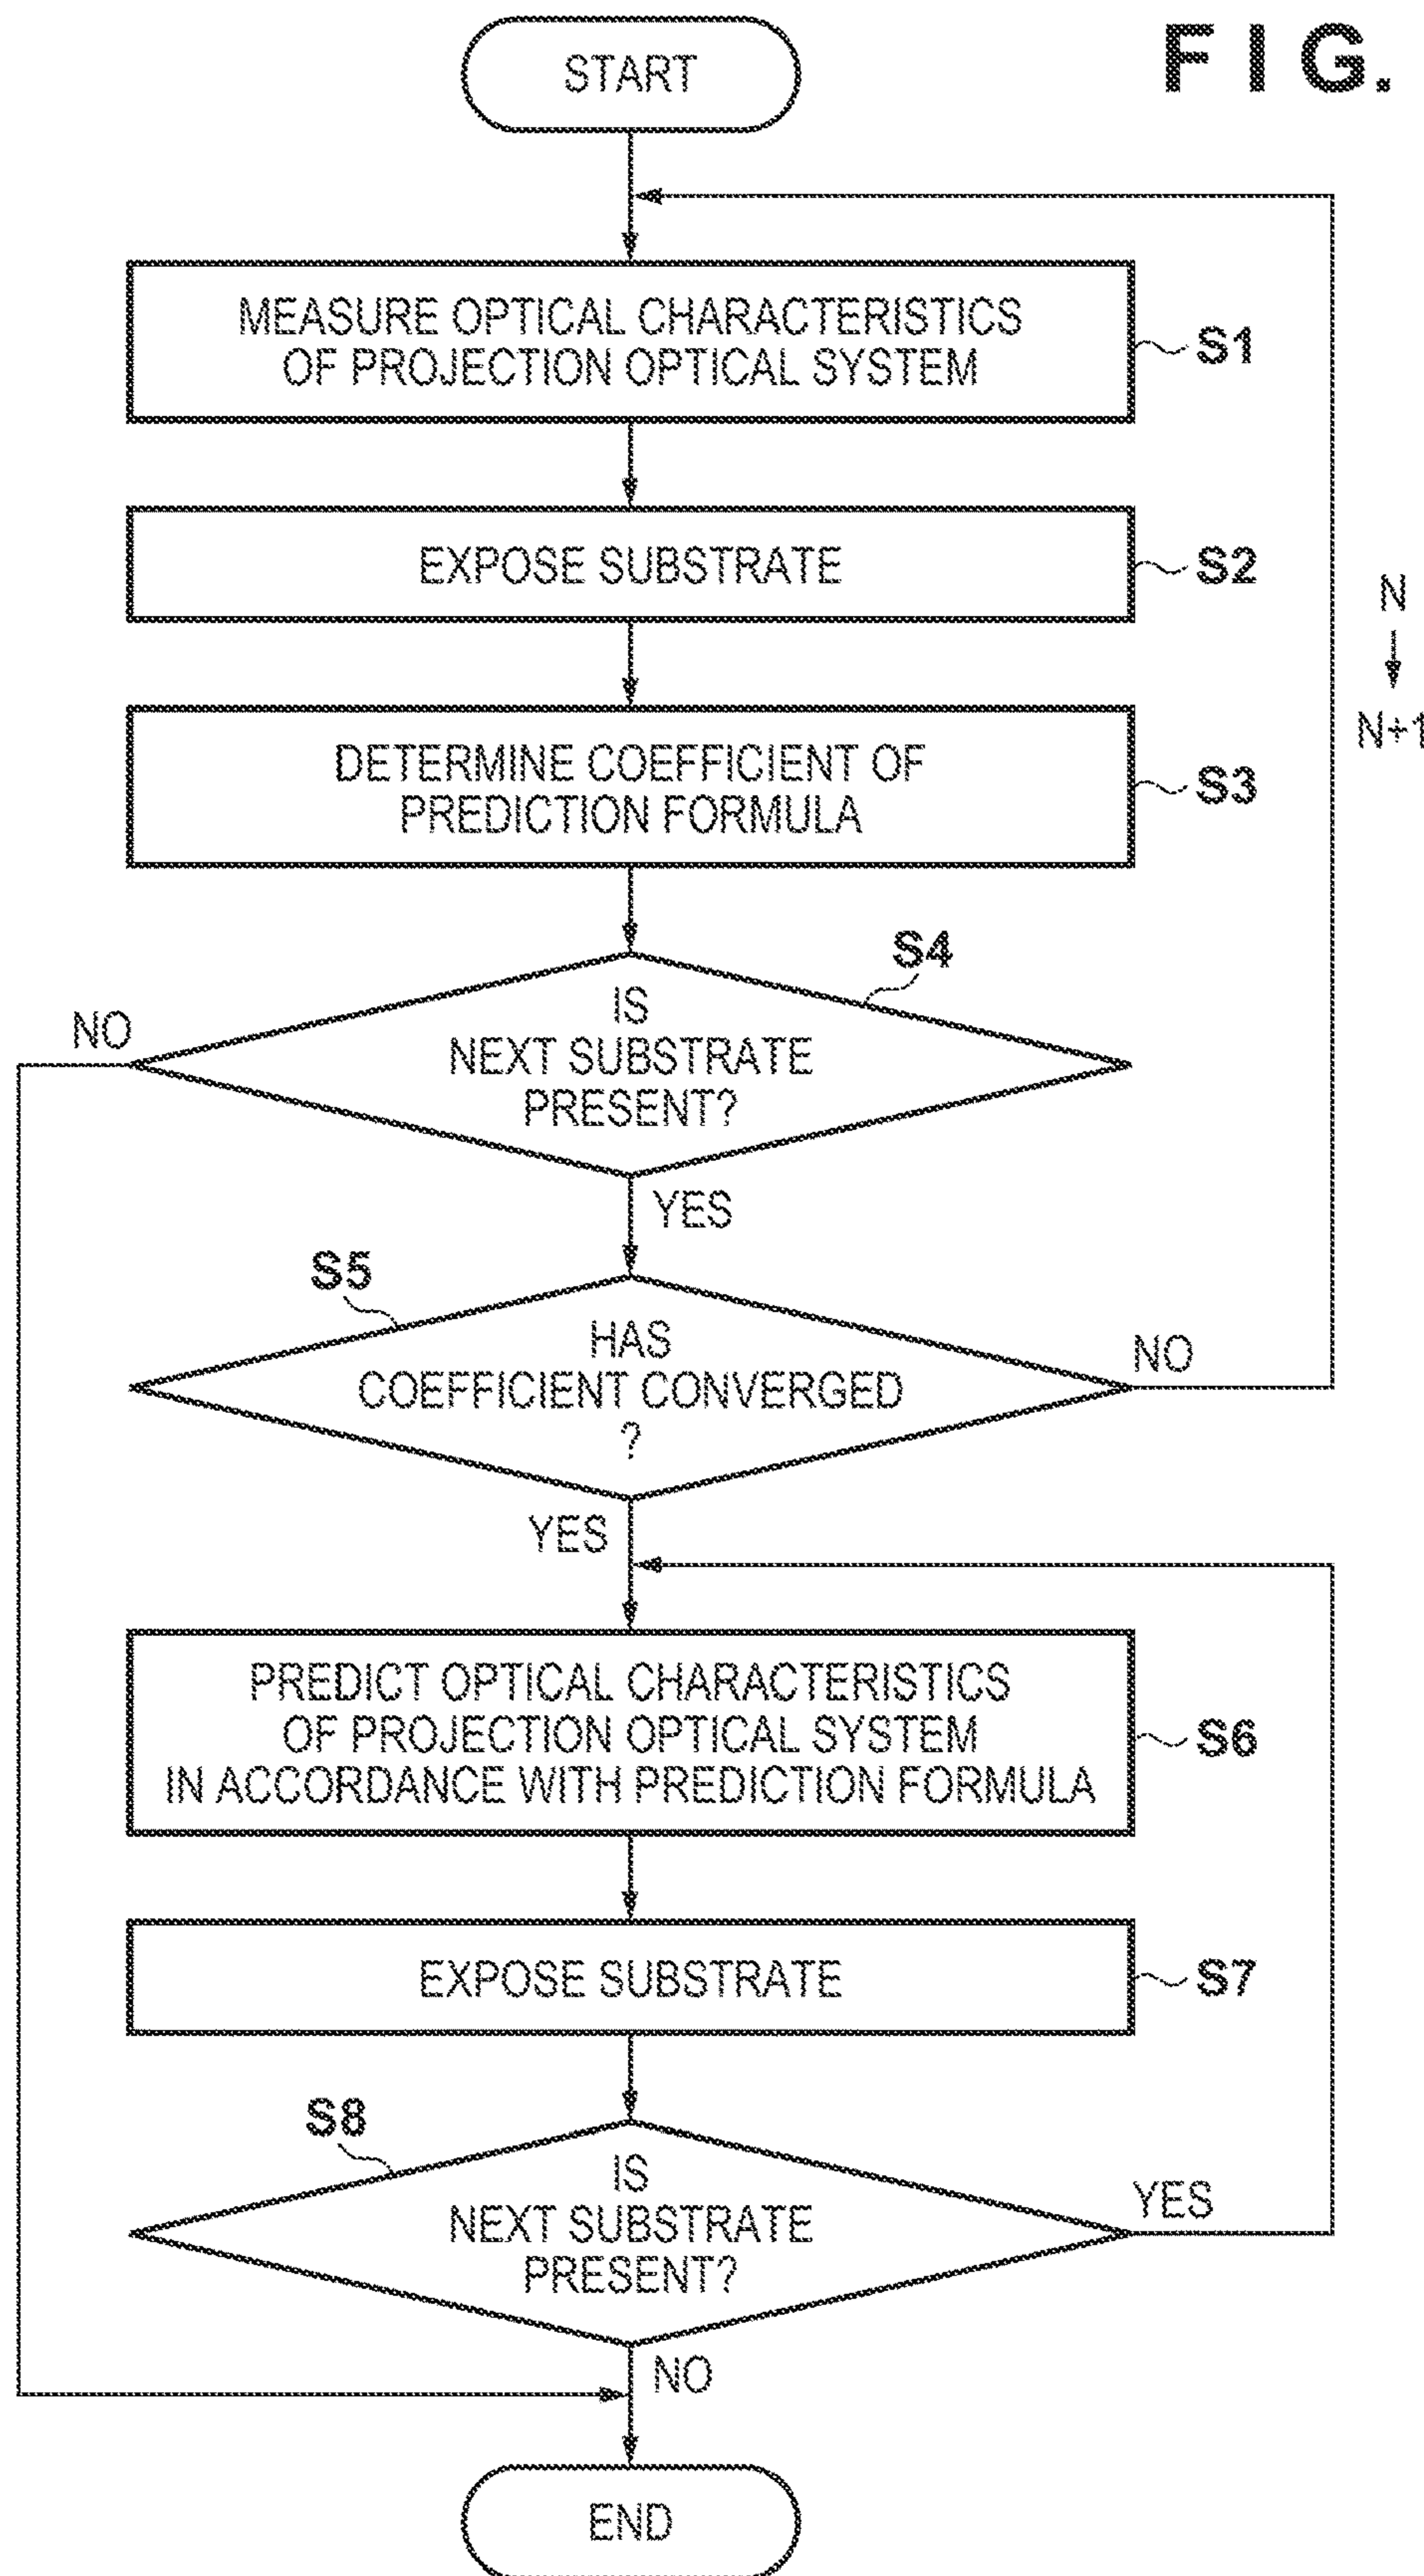 FIG.
START
MEASURE OPTICAL CHARACTERISTICS
OF PROJECTION OPTICAL SYSTEM
S1
EXPOSE SUBSTRATE
S2
N
N+1
DETERMINE COEFFICIENT OF
PREDICTION FORMULA
S3
S4
NO
IS
NEXT SUBSTRATE
PRESENT?
YES
S5
HAS
COEFFICIENT CONVERGED
?
NO
YES
PREDICT OPTICAL CHARACTERISTICS
OF PROJECTION OPTICAL SYSTEM
IN ACCORDANCE WITH PREDICTION FORMULA
S6
EXPOSE SUBSTRATE
S7
S8
IS
NEXT SUBSTRATE
PRESENT?
YES
NO
END